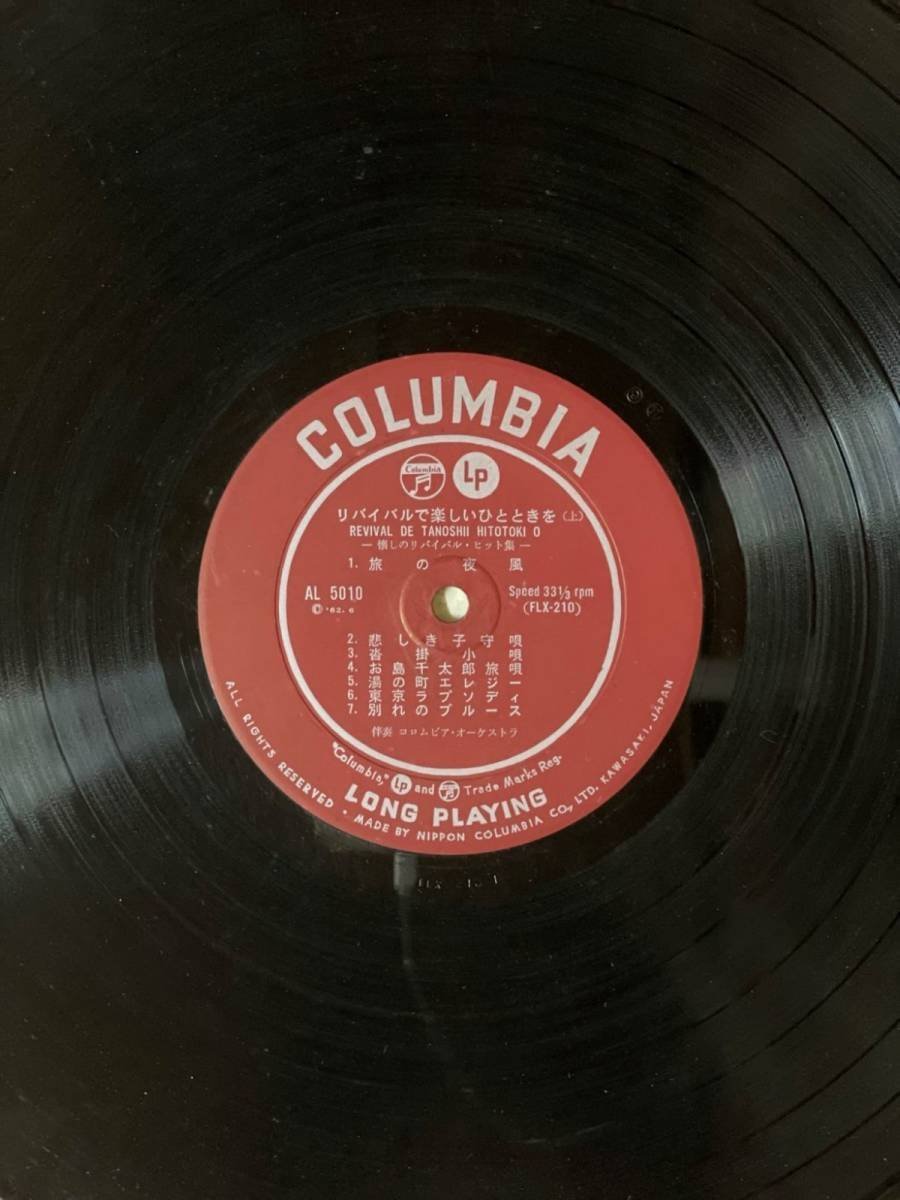 COLUMBIA
Columbia LP
リバイバルで楽しいひとときを (上)
REVIVAL DE TANOSHII HITOTOKI O
─ 懐しのリバイバル・ヒット集 ─
1. 旅の夜風
AL 5010 Speed 33⅓ rpm
Ⓒ '62. 6 (FLX-210)
2. 悲しき子守唄
3. 沓掛小唄
4. お島千太郎旅唄
5. 湯の町エレジー
6. 東京ラプソディ
7. 別れのブルース
伴奏 コロムビア・オーケストラ
"Columbia," LP and Trade Marks Reg.
LONG PLAYING
ALL RIGHTS RESERVED • MADE BY NIPPON COLUMBIA CO., LTD. KAWASAKI, JAPAN